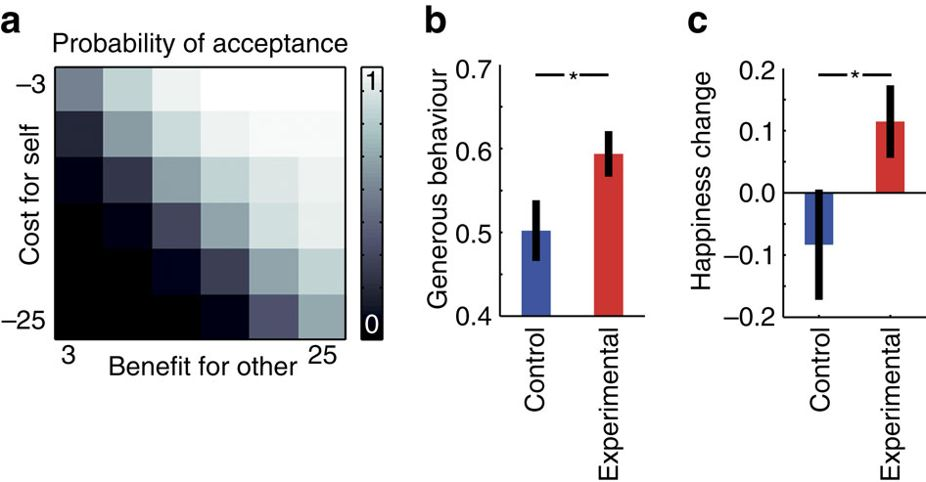 a
Probability of acceptance
–3
Cost for self
–25
3
Benefit for other
25
1
0
b
0.7
0.6
0.5
0.4
Generous behaviour
*
Control
Experimental
c
0.2
0.1
0.0
–0.1
–0.2
Happiness change
*
Control
Experimental